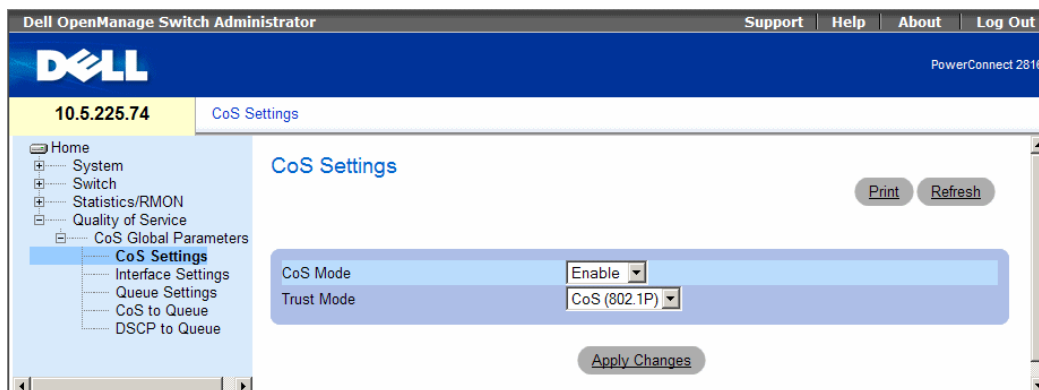 Dell OpenManage Switch Administrator Support Help About Log Out
DELL
PowerConnect 2816
10.5.225.74 CoS Settings
Home
System
Switch
Statistics/RMON
Quality of Service
CoS Global Parameters
CoS Settings
Interface Settings
Queue Settings
CoS to Queue
DSCP to Queue
CoS Settings
Print Refresh
CoS Mode Enable
Trust Mode CoS (802.1P)
Apply Changes